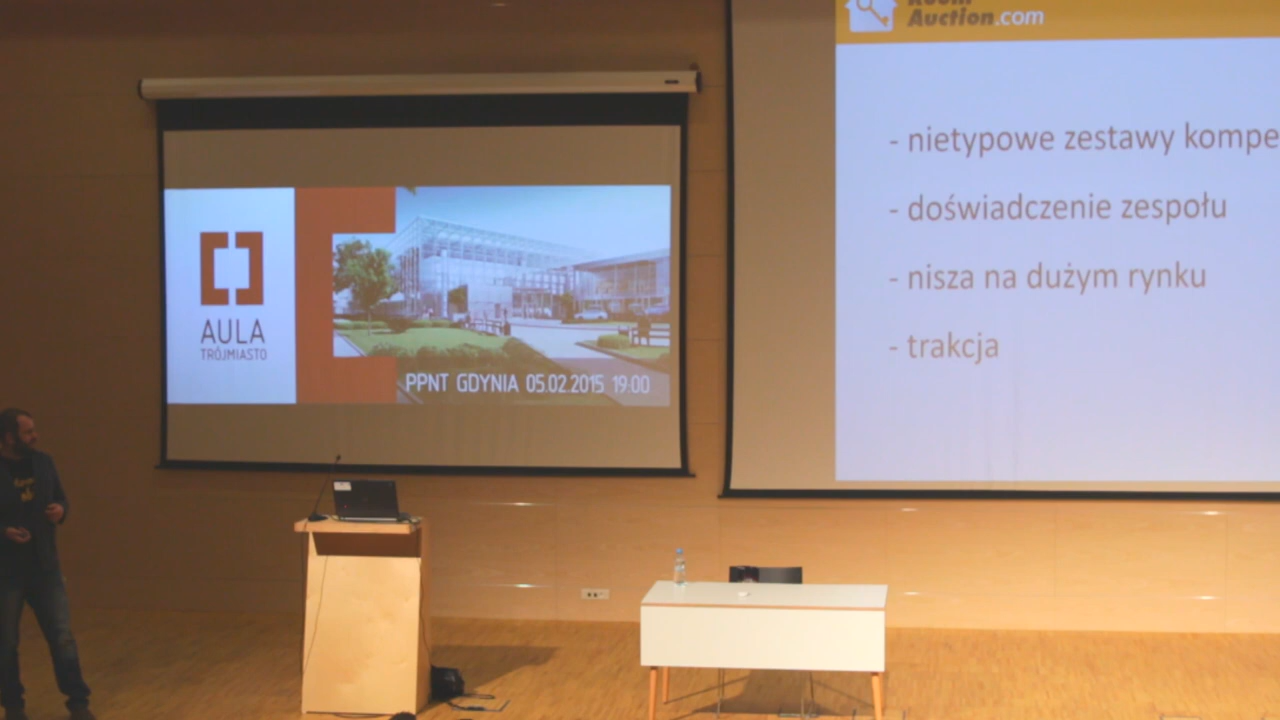 AULA
TRÓJMIASTO
PPNT GDYNIA 05.02.2015 19:00
Room
Auction.com
- nietypowe zestawy kompe
- doświadczenie zespołu
- nisza na dużym rynku
- trakcja